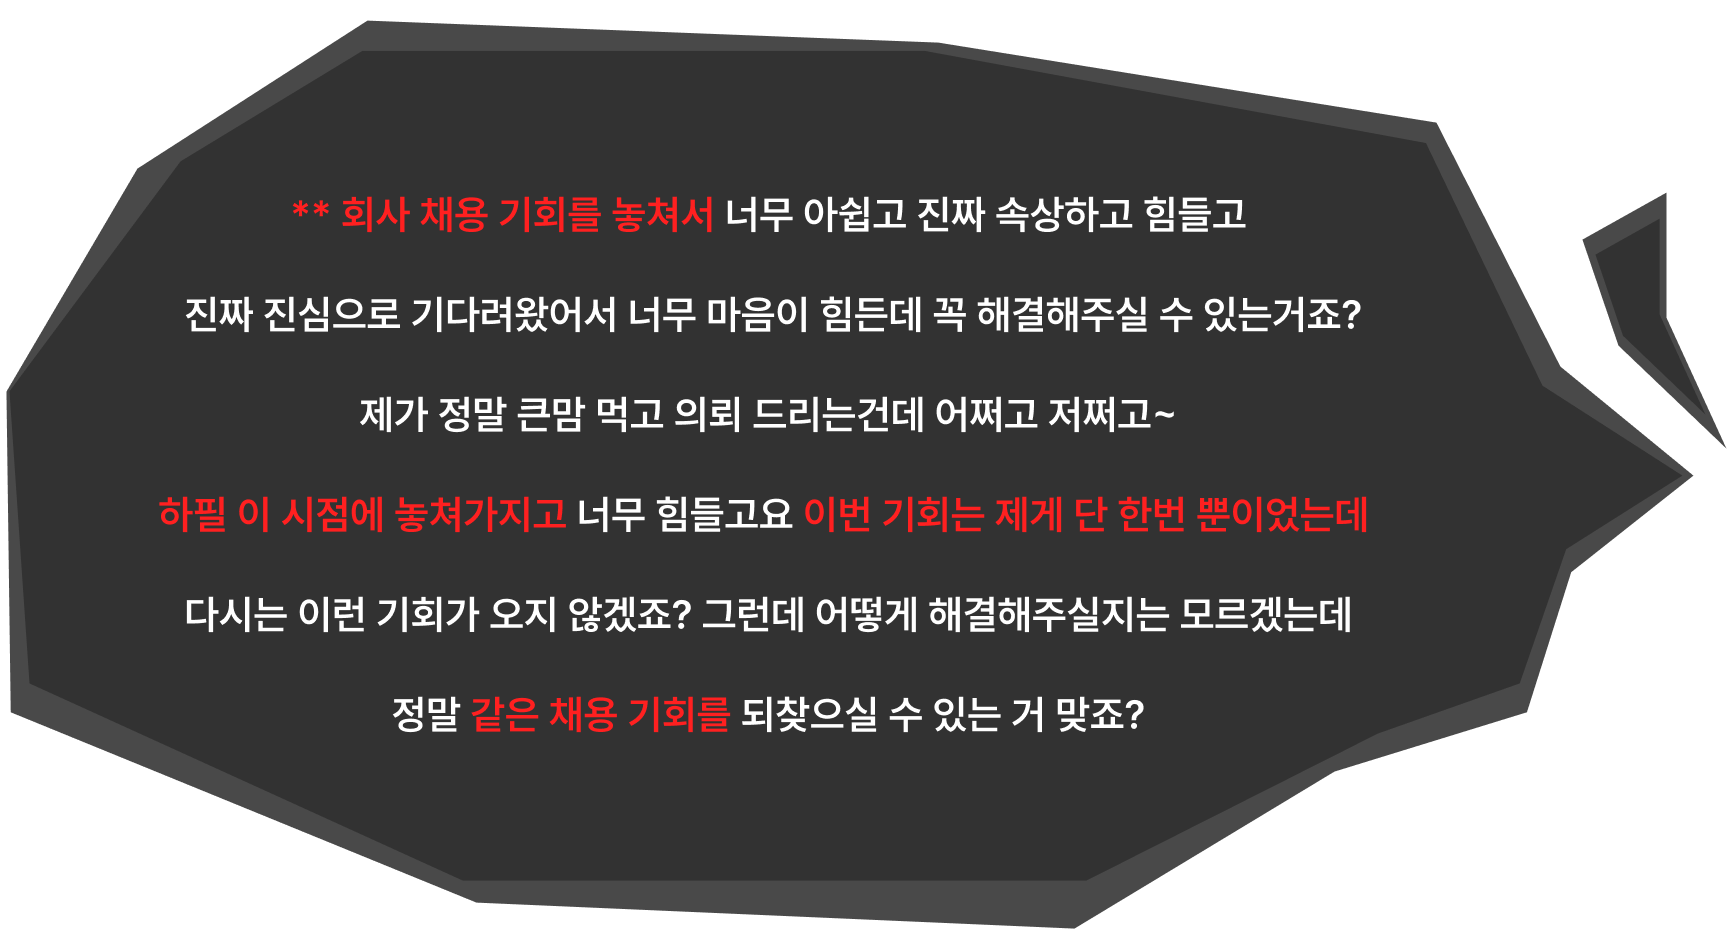 ** 회사 채용 기회를 놓쳐서 너무 아쉽고 진짜 속상하고 힘들고
진짜 진심으로 기다려왔어서 너무 마음이 힘든데 꼭 해결해주실 수 있는거죠?
제가 정말 큰맘 먹고 의뢰 드리는건데 어쩌고 저쩌고~
하필 이 시점에 놓쳐가지고 너무 힘들고요 이번 기회는 제게 단 한번 뿐이었는데
다시는 이런 기회가 오지 않겠죠? 그런데 어떻게 해결해주실지는 모르겠는데
정말 같은 채용 기회를 되찾으실 수 있는 거 맞죠?